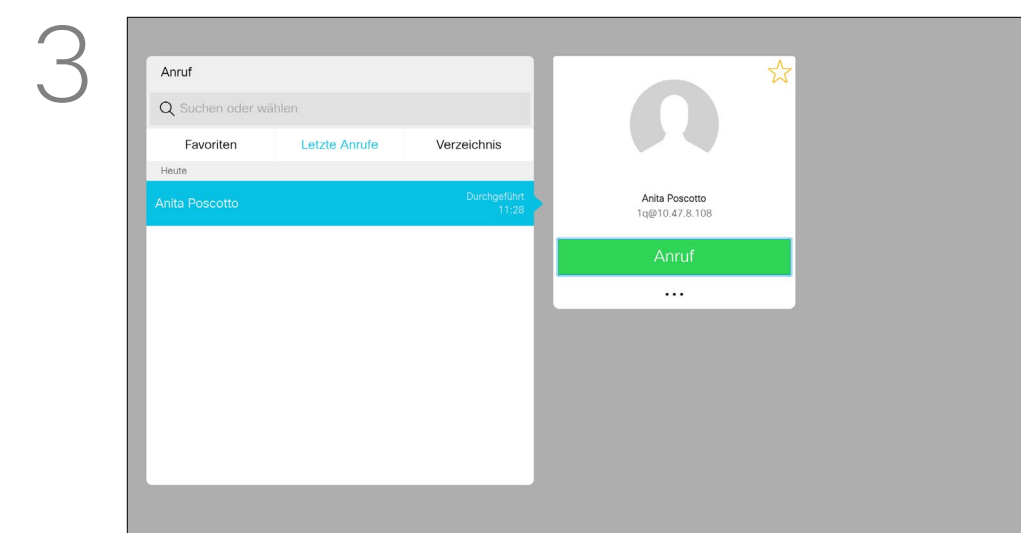 3
Anruf
Suchen oder wählen
Favoriten Letzte Anrufe Verzeichnis
Heute
Anita Poscotto Durchgeführt
11:28
Anita Poscotto
1q@10.47.8.108
Anruf
...